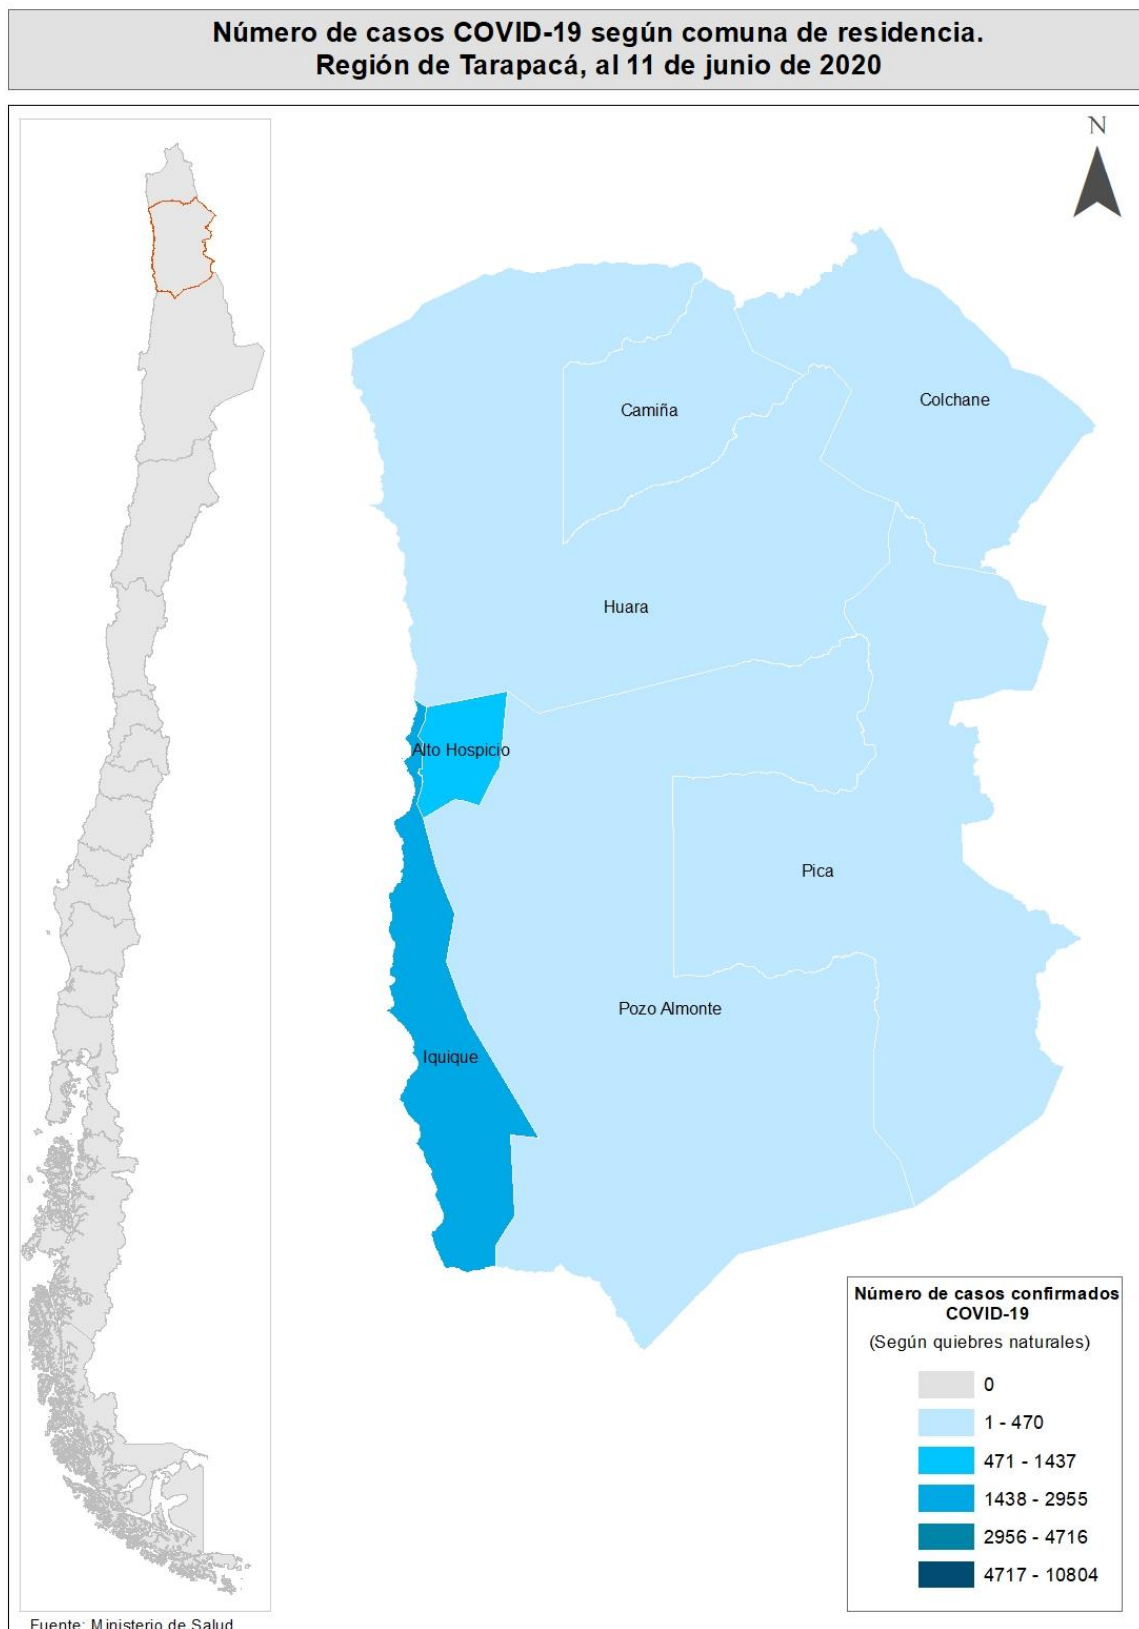 Número de casos COVID-19 según comuna de residencia.
Región de Tarapacá, al 11 de junio de 2020
N
Camiña
Colchane
Huara
Alto Hospicio
Pica
Pozo Almonte
Iquique
Número de casos confirmados
COVID-19
(Según quiebres naturales)
0
1 - 470
471 - 1437
1438 - 2955
2956 - 4716
4717 - 10804
Fuente: Ministerio de Salud